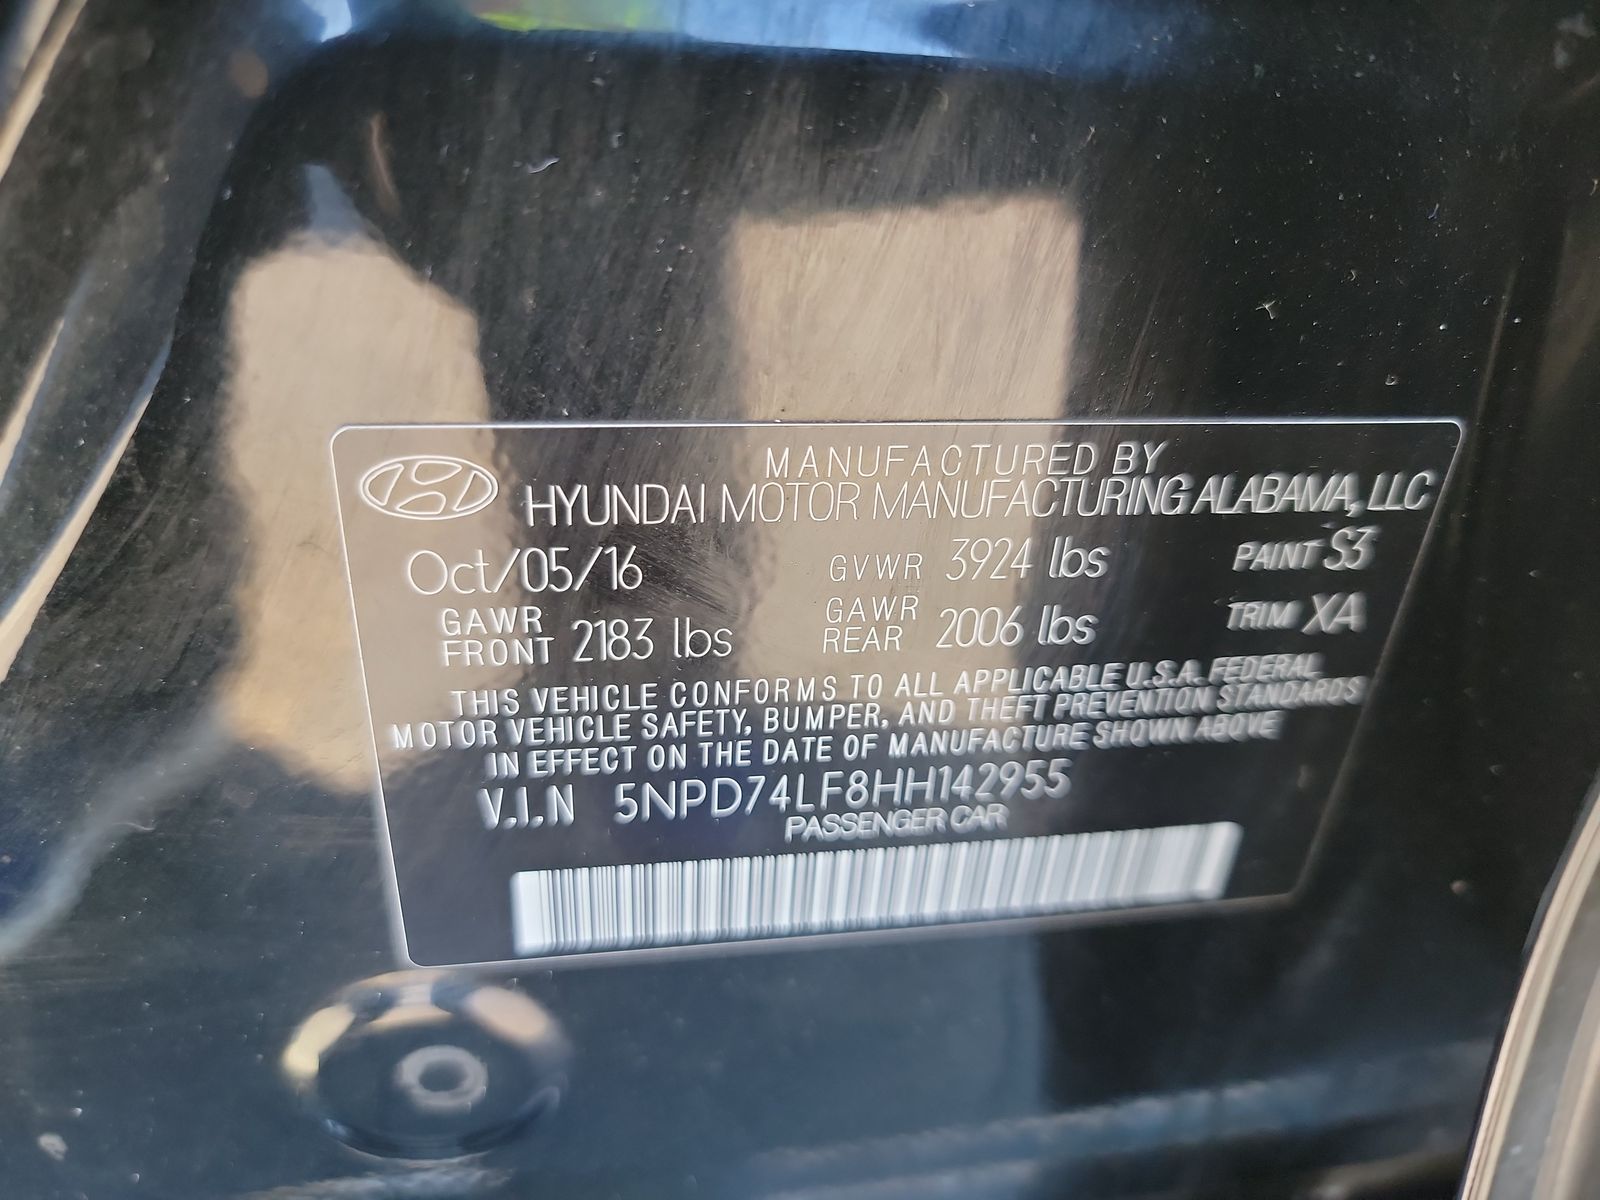 MANUFACTURED BY
HYUNDAI MOTOR MANUFACTURING ALABAMA, LLC
Oct/05/16 GVWR 3924 lbs PAINT S3
GAWR FRONT 2183 lbs GAWR REAR 2006 lbs TRIM XA
THIS VEHICLE CONFORMS TO ALL APPLICABLE U.S.A. FEDERAL
MOTOR VEHICLE SAFETY, BUMPER, AND THEFT PREVENTION STANDARDS
IN EFFECT ON THE DATE OF MANUFACTURE SHOWN ABOVE
V.I.N 5NPD74LF8HH142955
PASSENGER CAR